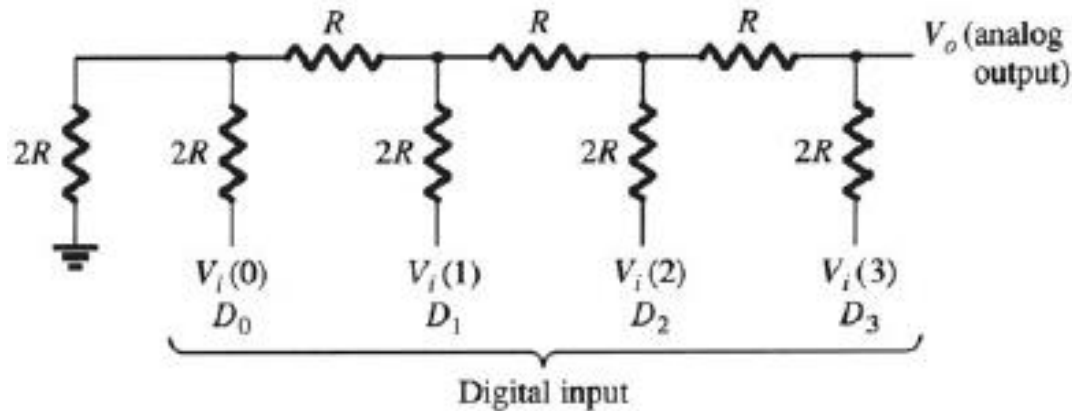 R R R
V_o (analog
output)
2R 2R 2R 2R 2R
V_i(0) V_i(1) V_i(2) V_i(3)
D_0 D_1 D_2 D_3
Digital input